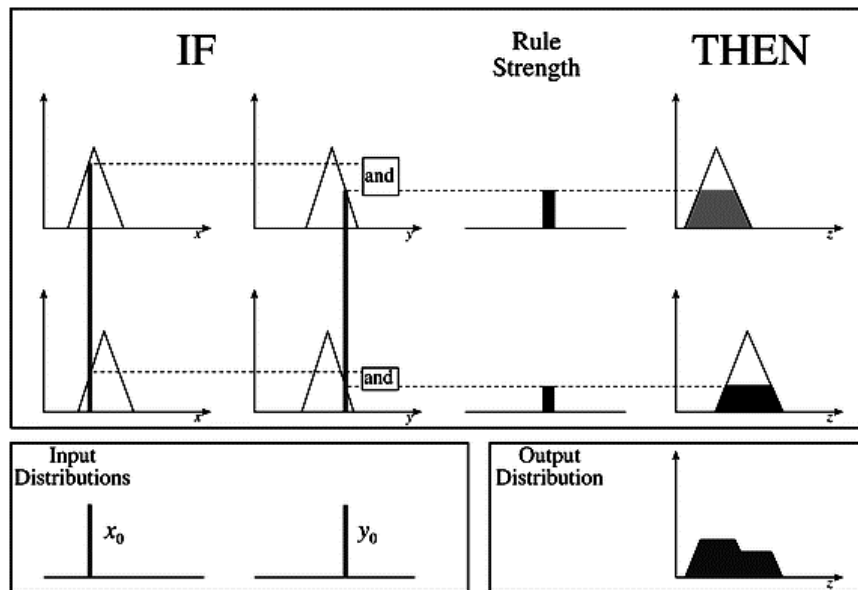 IF
Rule
Strength
THEN
and
x
y
z
and
x
y
z
Input
Distributions
x₀
y₀
Output
Distribution
z